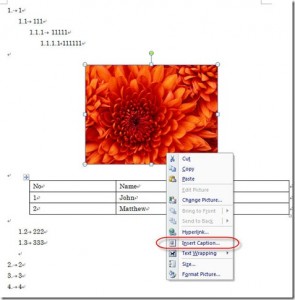 1.→1
1.1→111
1.1.1→11111
1.1.1.1→111111
Cut
Copy
Paste
Edit Picture
Change Picture...
Bring to Front
Send to Back
Hyperlink...
Insert Caption...
Text Wrapping
Size...
Format Picture...
No Name
1 John
2 Matthew
1.2→222
1.3→333
2.→2
3.→3
4.→4